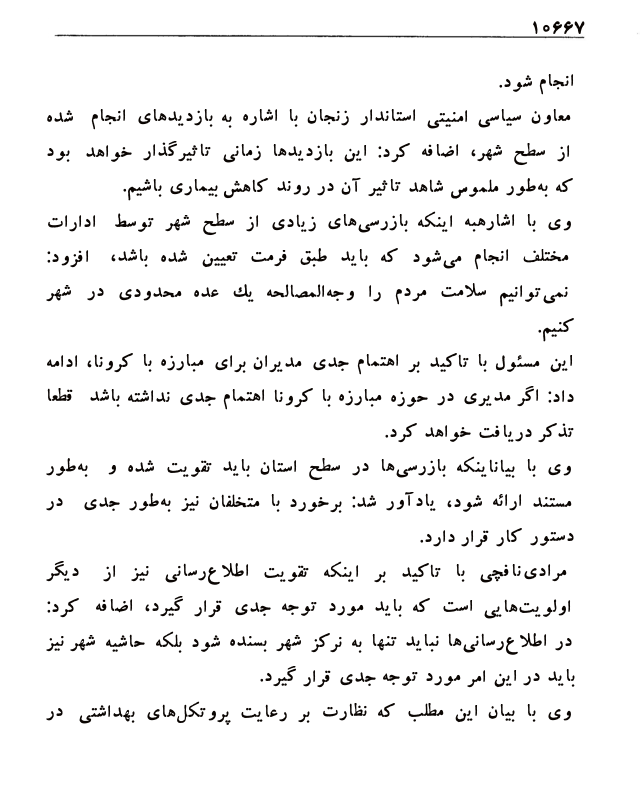 ۱۰۶۶۷
انجام شود.
معاون سیاسی امنیتی استاندار زنجان با اشاره به بازدیدهای انجام شده
از سطح شهر، اضافه کرد: این بازدیدها زمانی تاثیرگذار خواهد بود
که به‌طور ملموس شاهد تاثیر آن در روند کاهش بیماری باشیم.
وی با اشارهبه اینکه بازرسی‌های زیادی از سطح شهر توسط ادارات
مختلف انجام می‌شود که باید طبق فرمت تعیین شده باشد، افزود:
نمی‌توانیم سلامت مردم را وجه‌المصالحه یك عده محدودی در شهر
کنیم.
این مسئول با تاکید بر اهتمام جدی مدیران برای مبارزه با کرونا، ادامه
داد: اگر مدیری در حوزه مبارزه با کرونا اهتمام جدی نداشته باشد قطعا
تذکر دریافت خواهد کرد.
وی با بیاناینکه بازرسی‌ها در سطح استان باید تقویت شده و به‌طور
مستند ارائه شود، یادآور شد: برخورد با متخلفان نیز به‌طور جدی در
دستور کار قرار دارد.
مرادی‌نافچی با تاکید بر اینکه تقویت اطلاع‌رسانی نیز از دیگر
اولویت‌هایی است که باید مورد توجه جدی قرار گیرد، اضافه کرد:
در اطلاع‌رسانی‌ها نباید تنها به نرکز شهر بسنده شود بلکه حاشیه شهر نیز
باید در این امر مورد توجه جدی قرار گیرد.
وی با بیان این مطلب که نظارت بر رعایت پروتکل‌های بهداشتی در